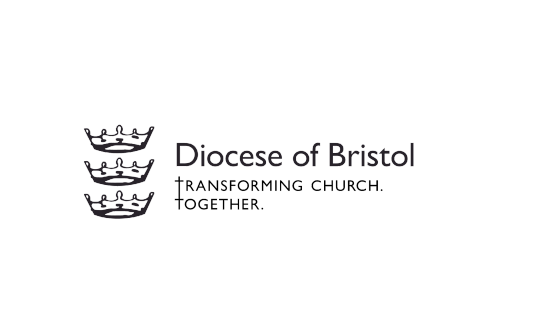 Diocese of Bristol
TRANSFORMING CHURCH.
TOGETHER.